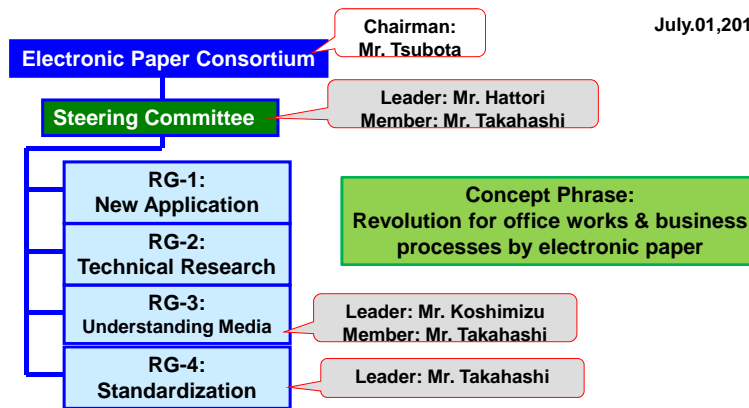 July.01,201
Chairman:
Mr. Tsubota
Electronic Paper Consortium
Leader: Mr. Hattori
Member: Mr. Takahashi
Steering Committee
RG-1:
New Application
Concept Phrase:
Revolution for office works & business
processes by electronic paper
RG-2:
Technical Research
RG-3:
Understanding Media
Leader: Mr. Koshimizu
Member: Mr. Takahashi
RG-4:
Standardization
Leader: Mr. Takahashi